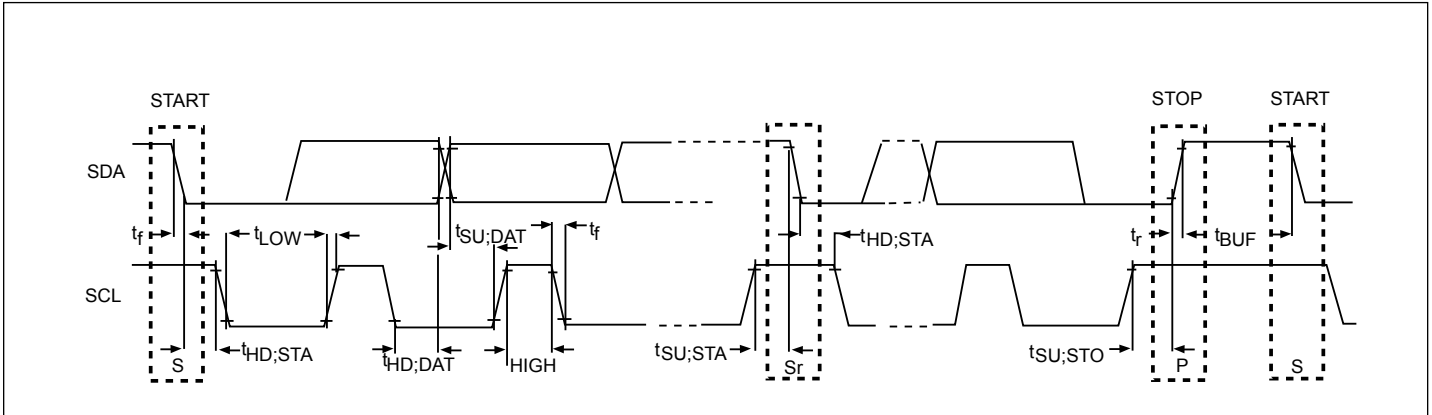 START STOP START
SDA
tf tLOW tSU;DAT tf tHD;STA tr tBUF
SCL
tHD;STA tHD;DAT HIGH tSU;STA tSU;STO
S Sr P S